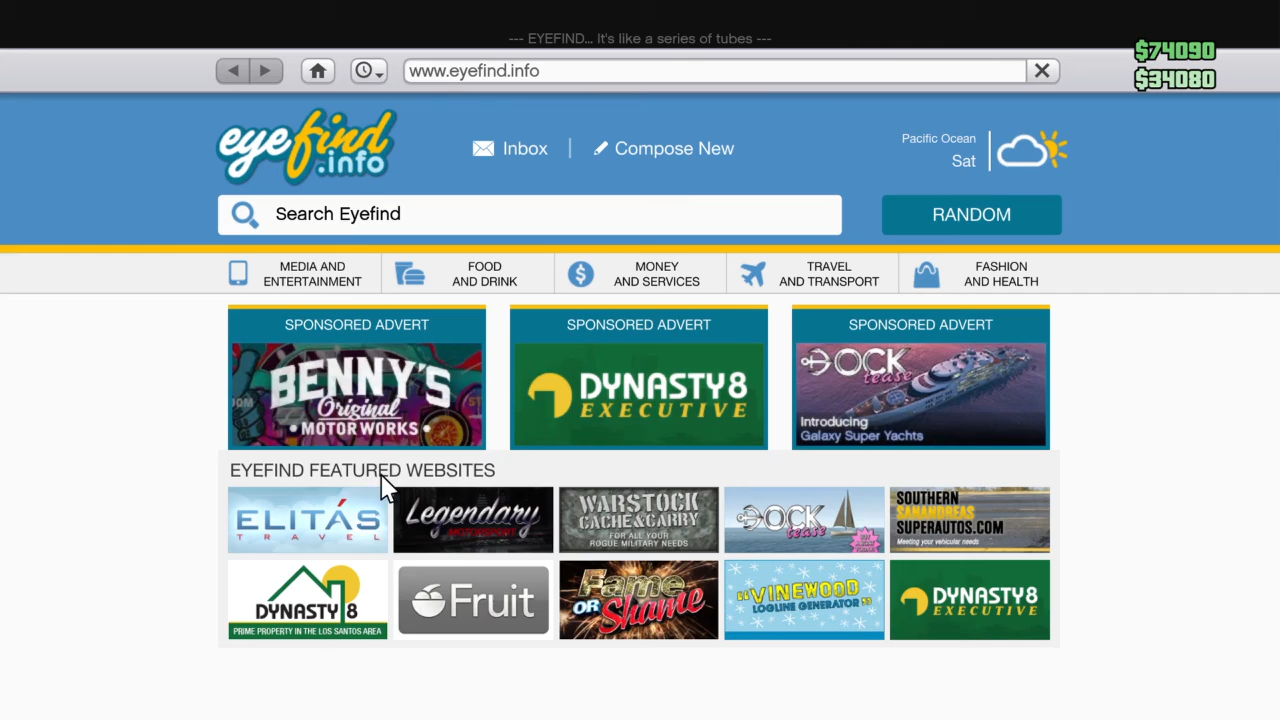 --- EYEFIND... It's like a series of tubes ---
$74090
$34080
www.eyefind.info
eyefind
.info
Inbox
Compose New
Pacific Ocean
Sat
Search Eyefind
RANDOM
MEDIA AND
ENTERTAINMENT
FOOD
AND DRINK
MONEY
AND SERVICES
TRAVEL
AND TRANSPORT
FASHION
AND HEALTH
SPONSORED ADVERT
BENNY'S
Original
• MOTOR WORKS •
SPONSORED ADVERT
DYNASTY8
EXECUTIVE
SPONSORED ADVERT
DOCK
tease
Introducing
Galaxy Super Yachts
EYEFIND FEATURED WEBSITES
ELITÁS
TRAVEL
Legendary
MOTORSPORT
WARSTOCK
CACHE&CARRY
FOR ALL YOUR
ROGUE MILITARY NEEDS
DOCK
tease
SOUTHERN
SANANDREAS
SUPERAUTOS.COM
Meeting your vehicular needs
DYNASTY 8
PRIME PROPERTY IN THE LOS SANTOS AREA
Fruit
Fame
OR Shame
"VINEWOOD
LOGLINE GENERATOR"
DYNASTY8
EXECUTIVE